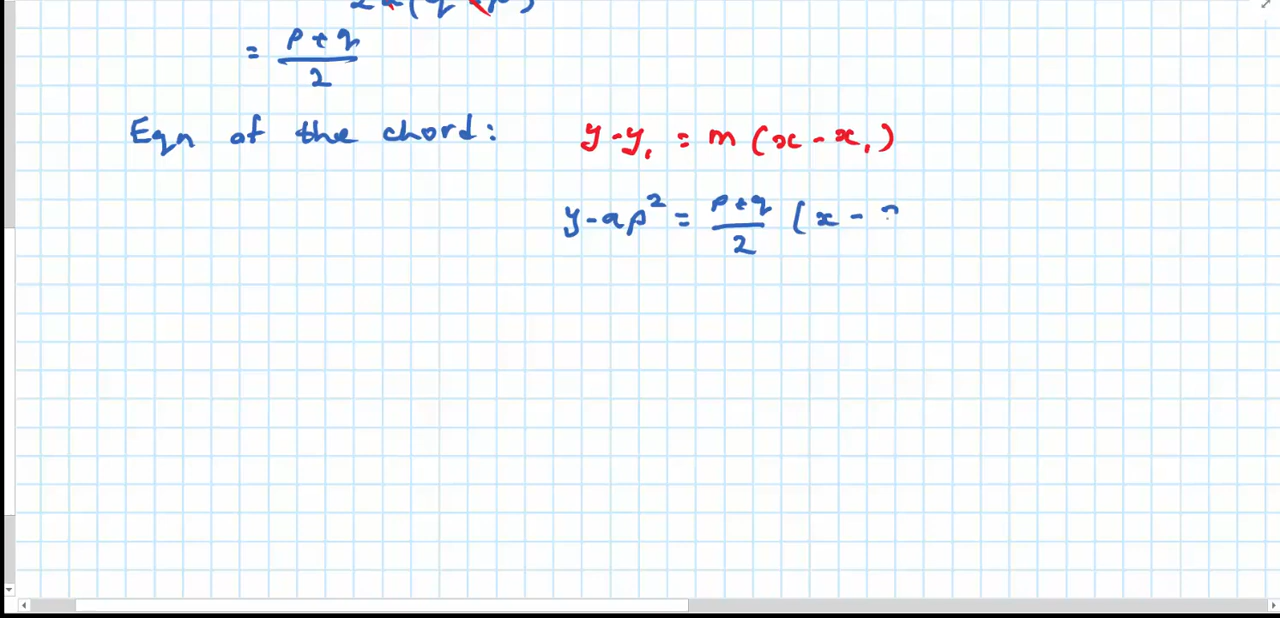 = p + q / 2
Eqn of the chord: y - y₁ = m (x - x₁)
y - ap² = p + q / 2 (x -